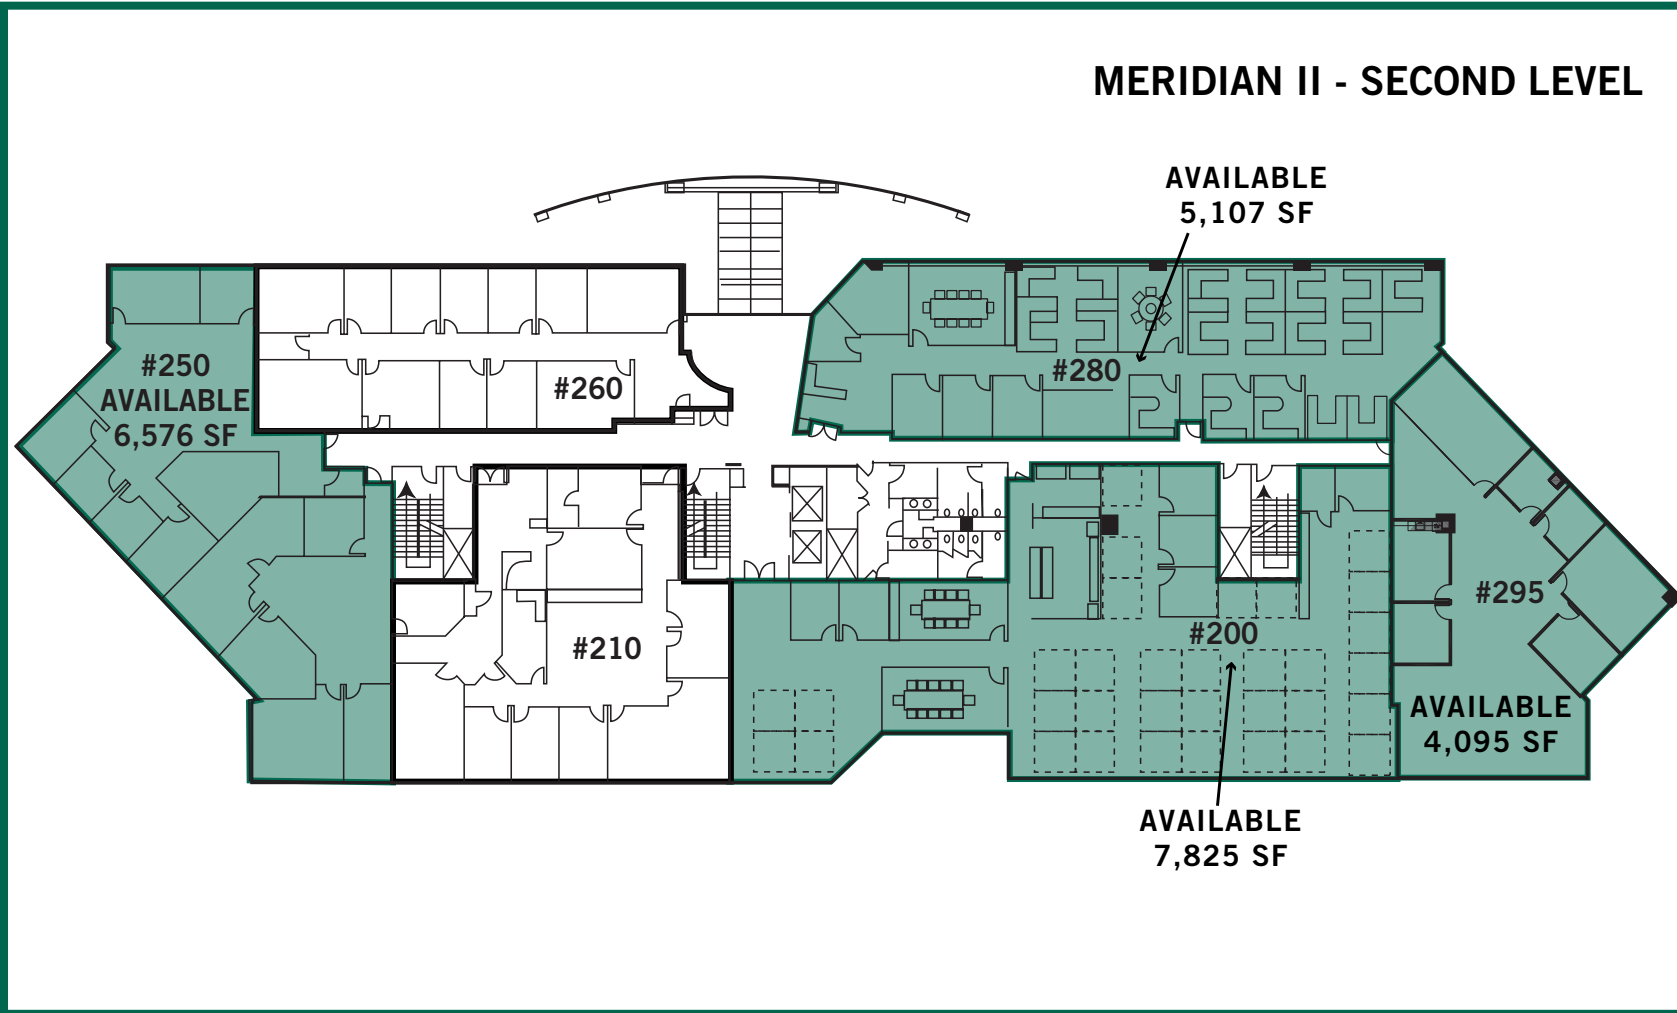 MERIDIAN II - SECOND LEVEL
AVAILABLE
5,107 SF
#250
AVAILABLE
6,576 SF
#260
#280
#210
#200
#295
AVAILABLE
4,095 SF
AVAILABLE
7,825 SF